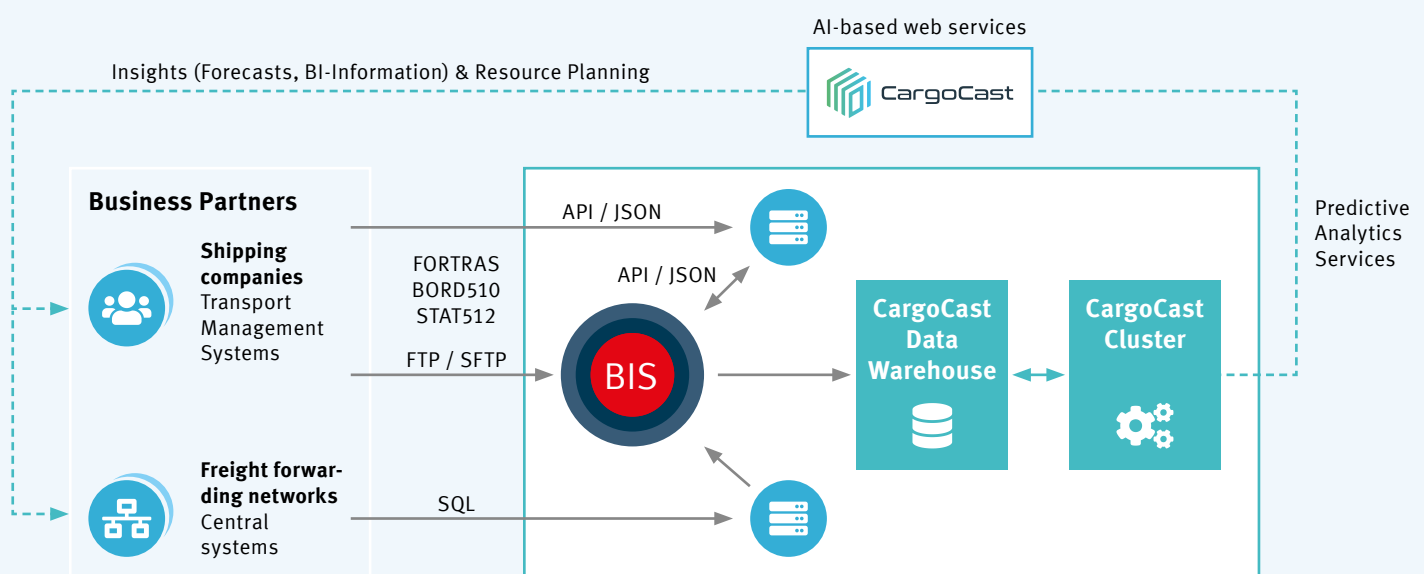 AI-based web services
Insights (Forecasts, BI-Information) & Resource Planning
CargoCast
Business Partners
Shipping
companies
Transport
Management
Systems
API / JSON
FORTRAS
BORD510
STAT512
FTP / SFTP
API / JSON
BIS
CargoCast
Data
Warehouse
CargoCast
Cluster
Predictive
Analytics
Services
Freight forwar-
ding networks
Central
systems
SQL